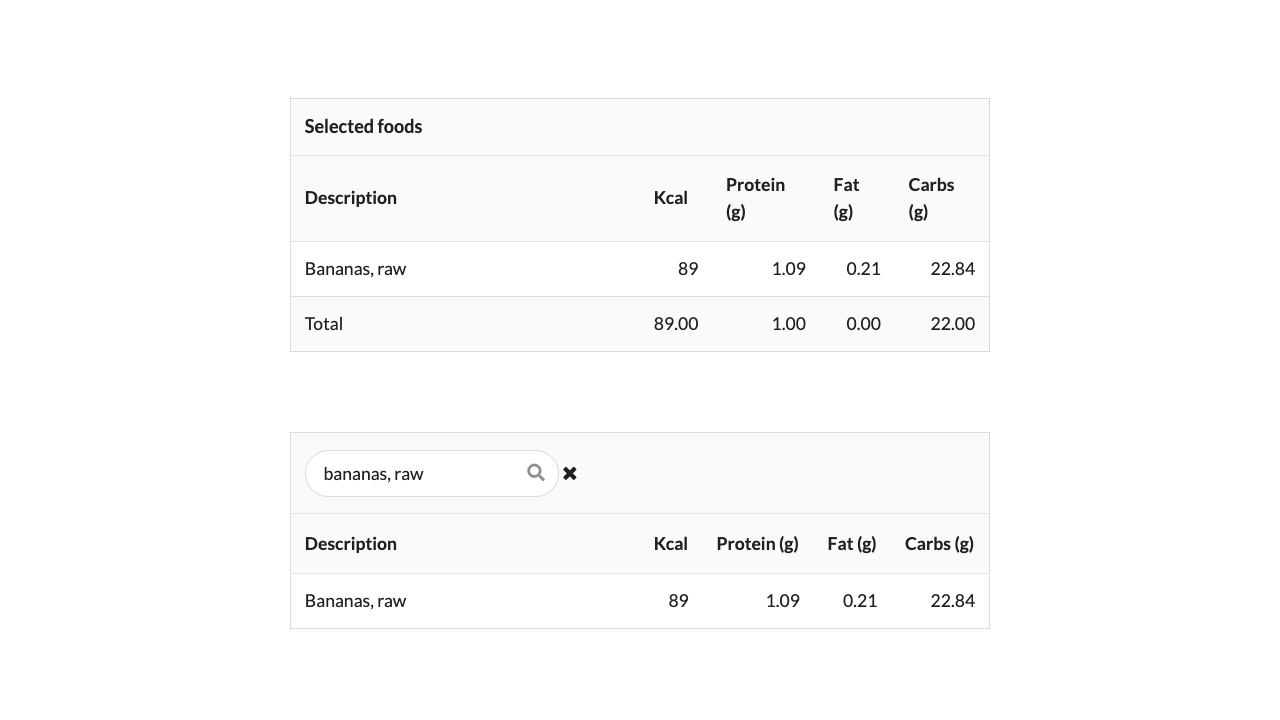 Selected foods
Description Kcal Protein (g) Fat (g) Carbs (g)
Bananas, raw 89 1.09 0.21 22.84
Total 89.00 1.00 0.00 22.00
bananas, raw
Description Kcal Protein (g) Fat (g) Carbs (g)
Bananas, raw 89 1.09 0.21 22.84